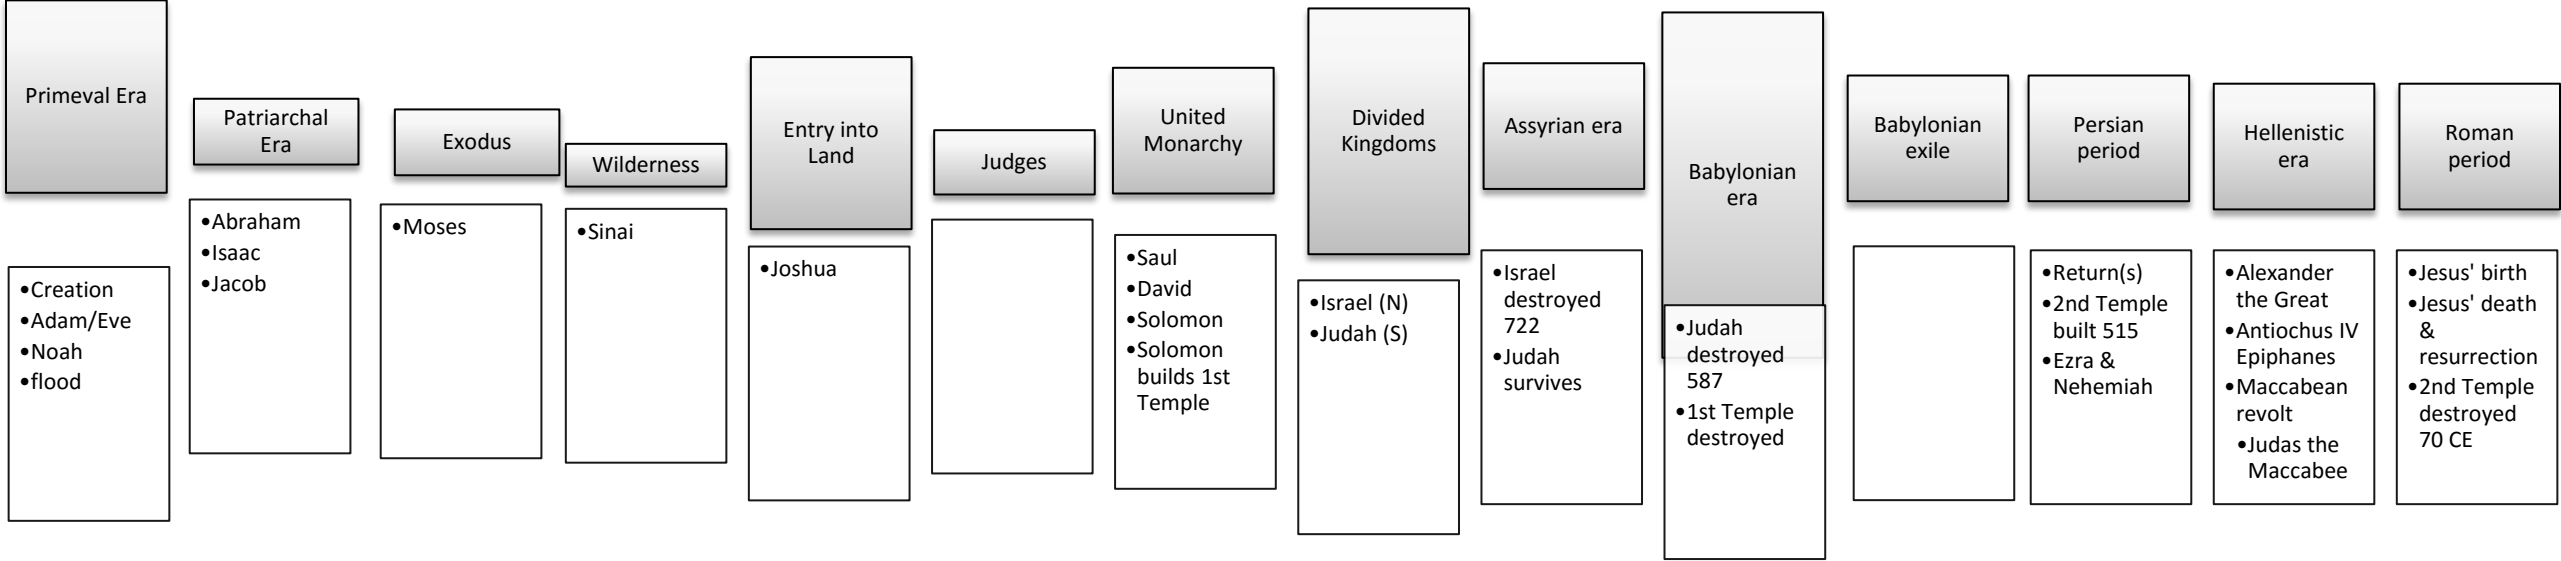 Primeval Era
•Creation
•Adam/Eve
•Noah
•flood
Patriarchal
Era
•Abraham
•Isaac
•Jacob
Exodus
•Moses
Wilderness
•Sinai
Entry into
Land
•Joshua
Judges
United
Monarchy
•Saul
•David
•Solomon
•Solomon
builds 1st
Temple
Divided
Kingdoms
•Israel (N)
•Judah (S)
Assyrian era
•Israel
destroyed
722
•Judah
survives
Babylonian
era
•Judah
destroyed
587
•1st Temple
destroyed
Babylonian
exile
Persian
period
•Return(s)
•2nd Temple
built 515
•Ezra &
Nehemiah
Hellenistic
era
•Alexander
the Great
•Antiochus IV
Epiphanes
•Maccabean
revolt
•Judas the
Maccabee
Roman
period
•Jesus' birth
•Jesus' death
&
resurrection
•2nd Temple
destroyed
70 CE